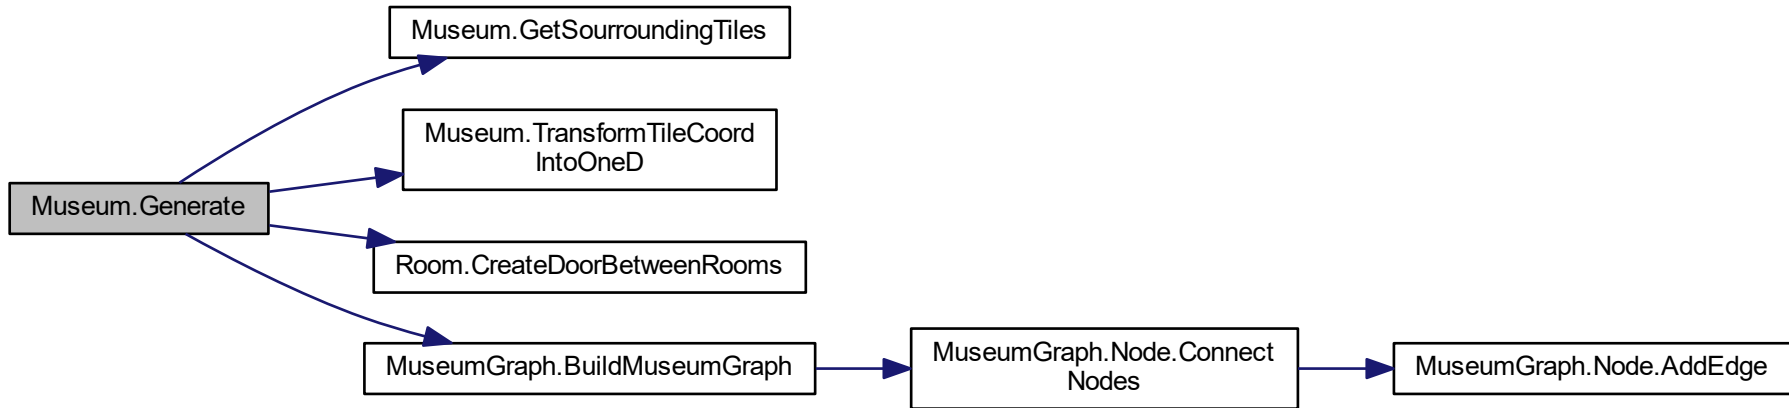 Museum.GetSourroundingTiles
Museum.TransformTileCoord
IntoOneD
Museum.Generate
Room.CreateDoorBetweenRooms
MuseumGraph.BuildMuseumGraph
MuseumGraph.Node.Connect
Nodes
MuseumGraph.Node.AddEdge